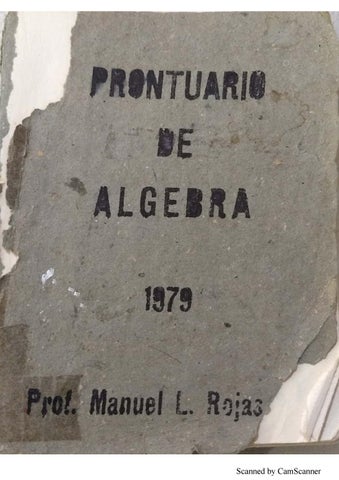 PRONTUARIO
DE
ALGEBRA
1979
Prof. Manuel L. Rojas
Scanned by CamScanner